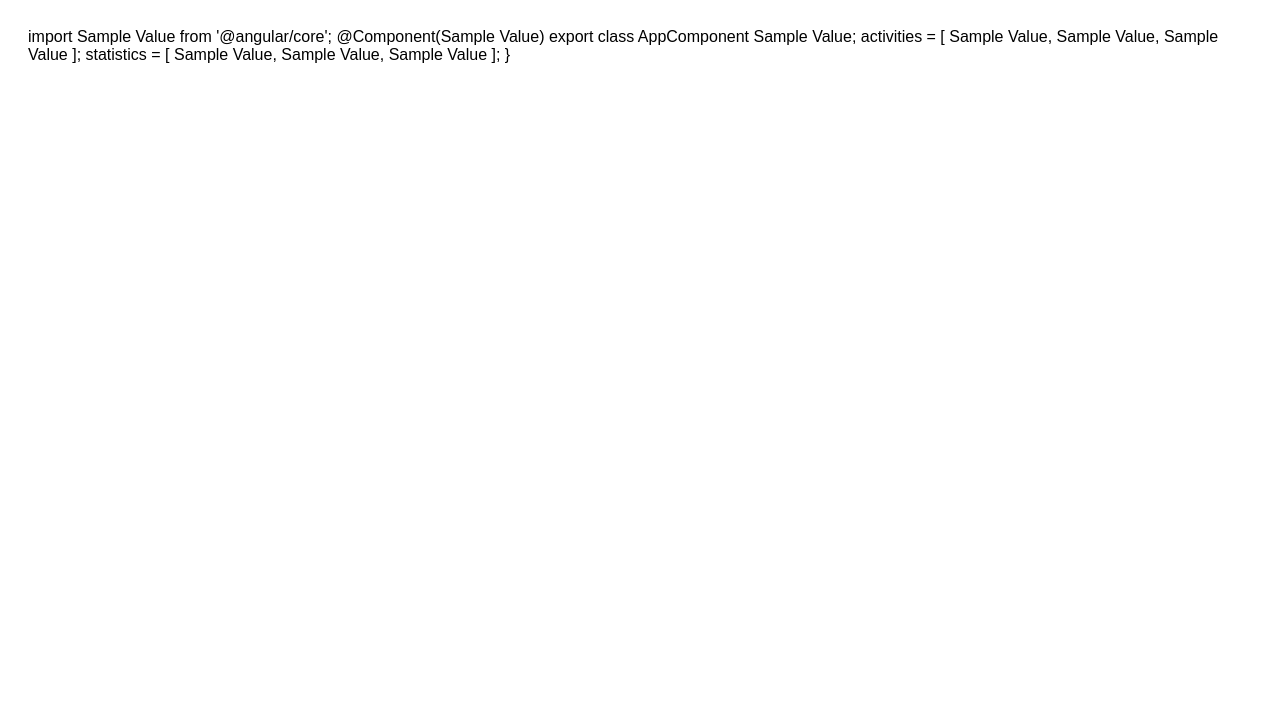 import Sample Value from '@angular/core'; @Component(Sample Value) export class AppComponent Sample Value; activities = [ Sample Value, Sample Value, Sample
Value ]; statistics = [ Sample Value, Sample Value, Sample Value ]; }